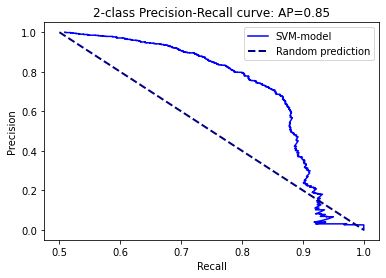 2-class Precision-Recall curve: AP=0.85
SVM-model
Random prediction
Precision
1.0
0.8
0.6
0.4
0.2
0.0
0.5 0.6 0.7 0.8 0.9 1.0
Recall